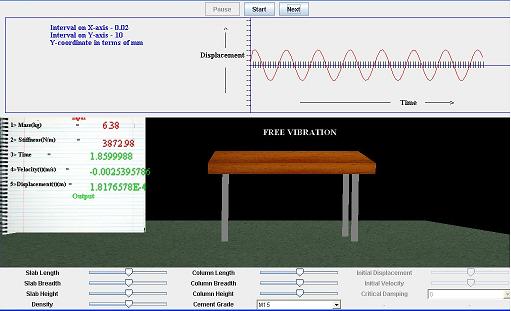 Pause Start Next
Interval on X-axis - 0.02
Interval on Y-axis - 10
Y-coordinate in terms of mm
Displacement
Time
FREE VIBRATION
1> Mass(kg) = 6.38
2> Stiffness(N/m) = 3872.98
3> Time = 1.8599988
4>Velocity(t)(m/s) = -0.0025395786
5>Displacement(t)(m) = 1.8176578E-4
Output
Slab Length Column Length Initial Displacement
Slab Breadth Column Breadth Initial Velocity
Slab Height Column Height Critical Damping 0
Density Cement Grade M15